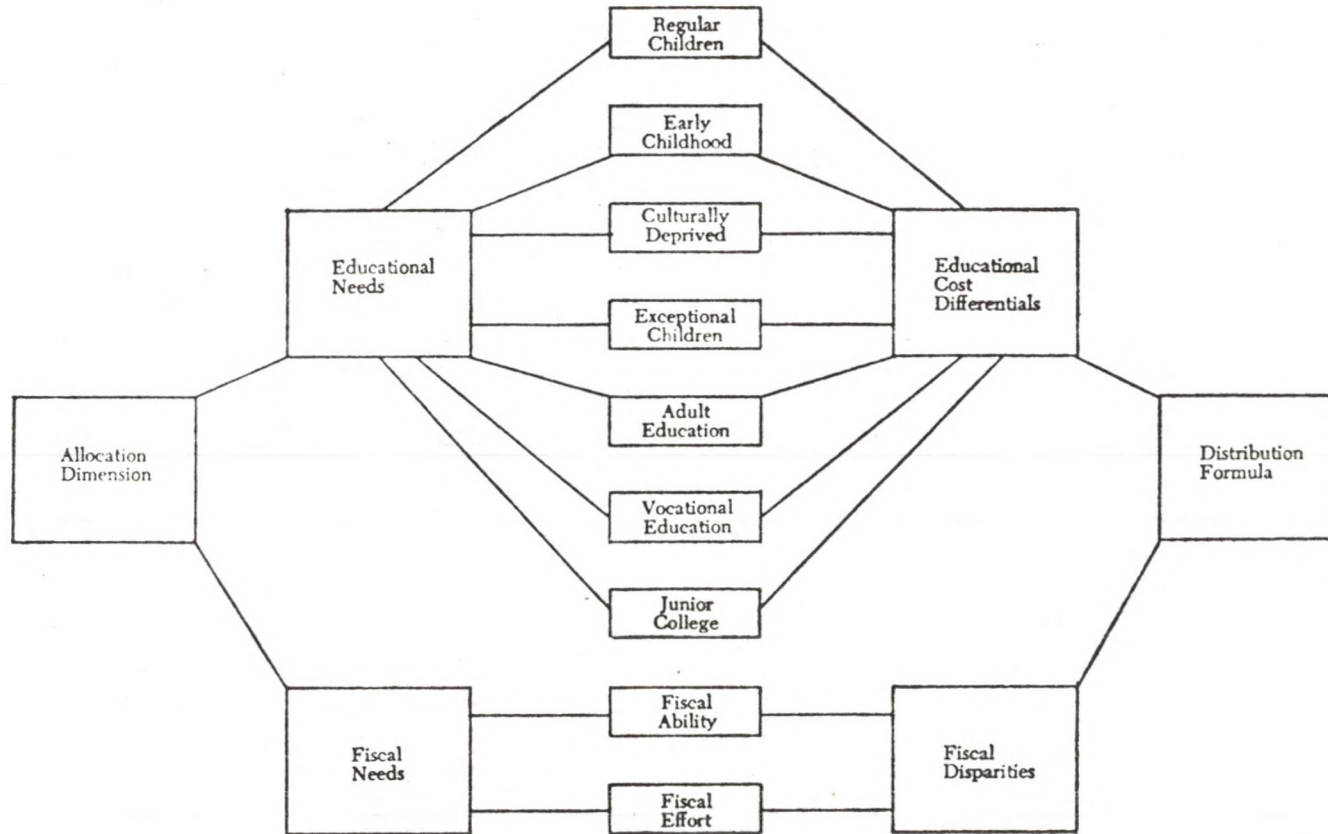 Regular
Children
Early
Childhood
Culturally
Deprived
Educational
Needs
Educational
Cost
Differentials
Exceptional
Children
Adult
Education
Allocation
Dimension
Distribution
Formula
Vocational
Education
Junior
College
Fiscal
Ability
Fiscal
Needs
Fiscal
Disparities
Fiscal
Effort